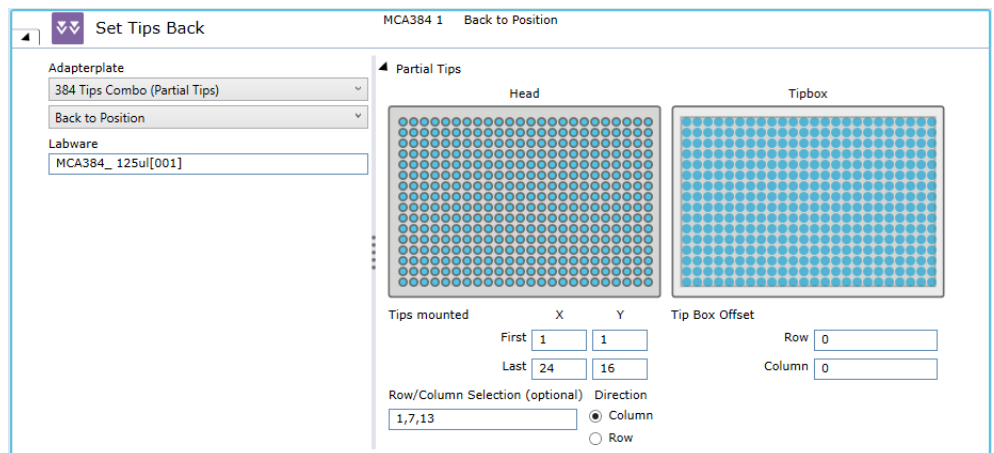 MCA384 1 Back to Position
Set Tips Back
Adapterplate
384 Tips Combo (Partial Tips)
Back to Position
Labware
MCA384_ 125ul[001]
Partial Tips
Head
Tipbox
Tips mounted X Y
First 1 1
Last 24 16
Row/Column Selection (optional)
1,7,13
Direction
Column
Row
Tip Box Offset
Row 0
Column 0